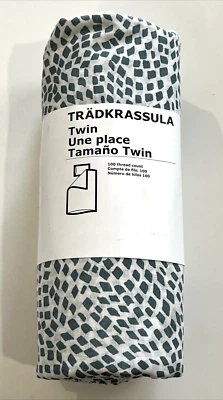 TRÄDKRASSULA
Twin
Une place
Tamaño Twin
100 thread count
Compte de fils: 100
Número de hilos 100